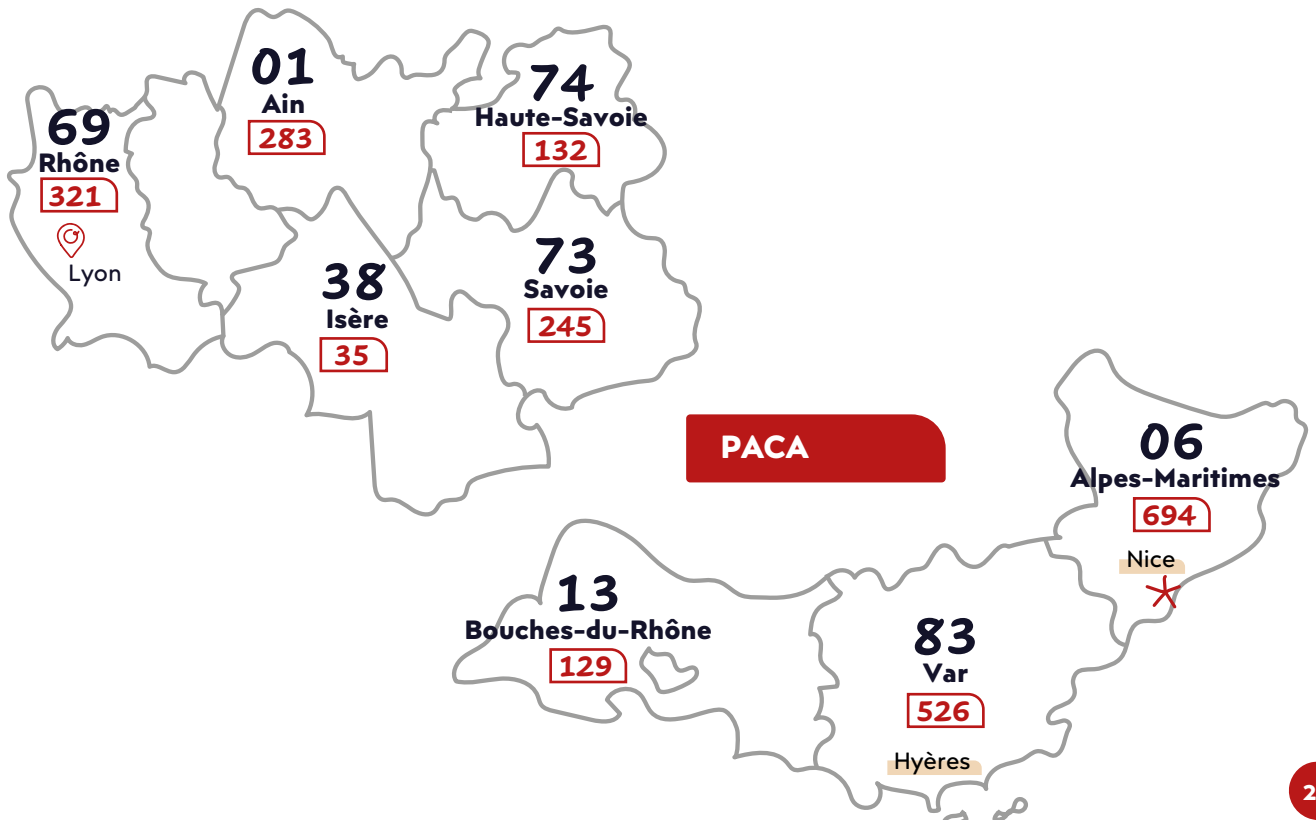 01
Ain
283
74
Haute-Savoie
132
69
Rhône
321
Lyon
38
Isère
35
73
Savoie
245
PACA
06
Alpes-Maritimes
694
Nice
13
Bouches-du-Rhône
129
83
Var
526
Hyères
2